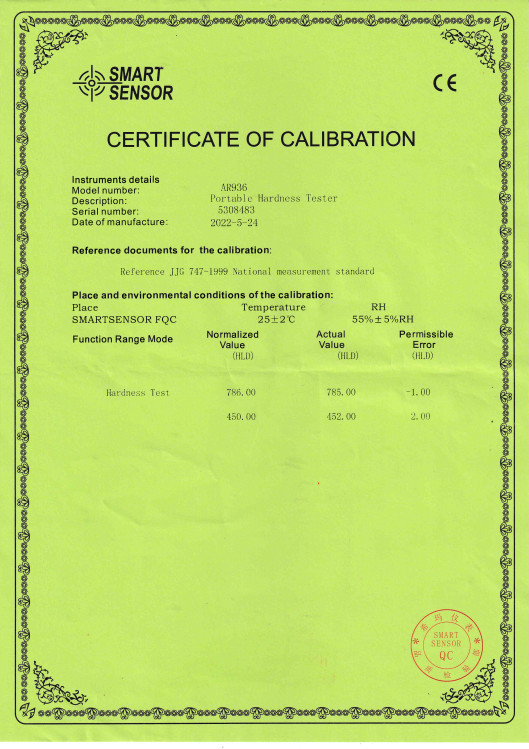 SMART
SENSOR
CE
CERTIFICATE OF CALIBRATION
Instruments details
Model number: AR936
Description: Portable Hardness Tester
Serial number: 5308483
Date of manufacture: 2022-5-24
Reference documents for the calibration:
Reference JJG 747-1999 National measurement standard
Place and environmental conditions of the calibration:
Place Temperature RH
SMARTSENSOR FQC 25±2℃ 55%±5%RH
Function Range Mode Normalized Actual Permissible
Value Value Error
(HLD) (HLD) (HLD)
Hardness Test 786.00 785.00 -1.00
450.00 452.00 2.00
希玛仪表
SMART
SENSOR
QC